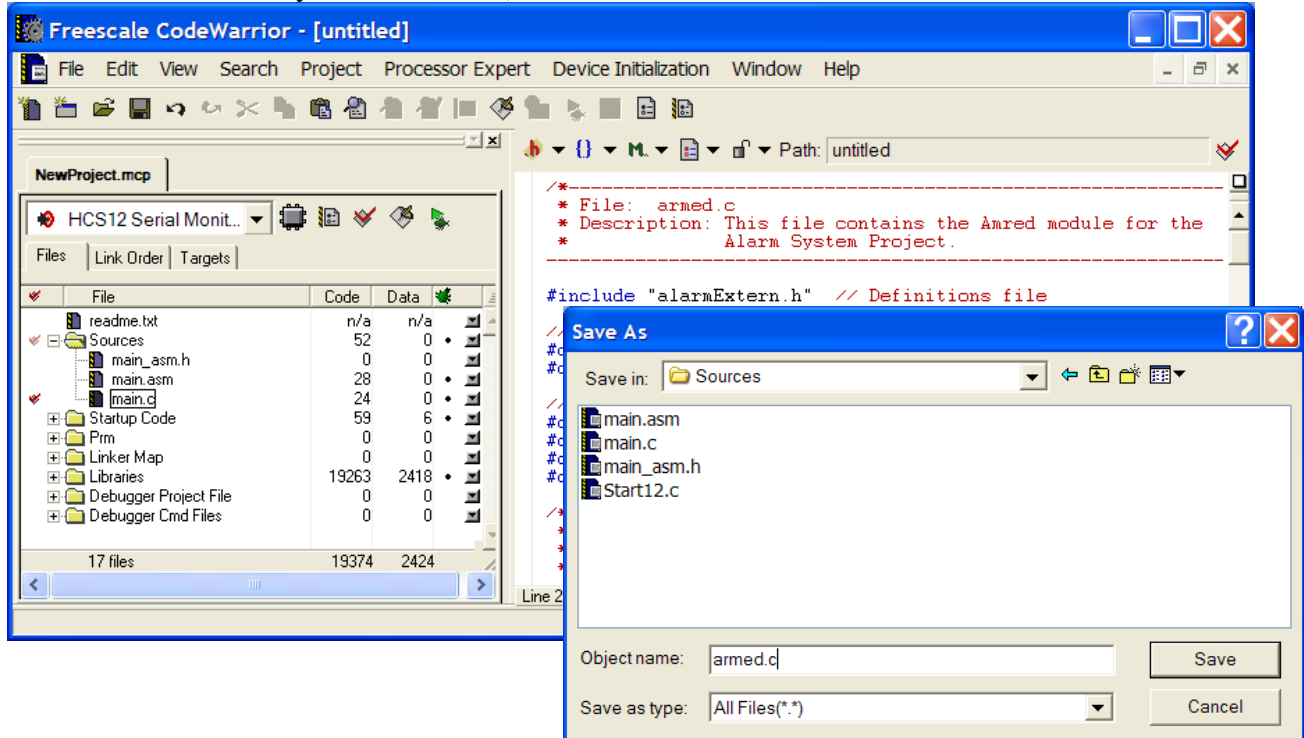 Freescale CodeWarrior - [untitled]
File Edit View Search Project Processor Expert Device Initialization Window Help
NewProject.mcp
HCS12 Serial Monit...
Files Link Order Targets
File Code Data
readme.txt n/a n/a
Sources 52 0
main_asm.h 0 0
main.asm 28 0
main.c 24 0
Startup Code 59 6
Prm 0 0
Linker Map 0 0
Libraries 19263 2418
Debugger Project File 0 0
Debugger Cmd Files 0 0
17 files 19374 2424
h {} M. Path: untitled
/*----------------------------------------------------------
* File: armed.c
* Description: This file contains the Amred module for the
* Alarm System Project.
------------------------------------------------------------
#include "alarmExtern.h" // Definitions file
Line 2
Save As
Save in: Sources
main.asm
main.c
main_asm.h
Start12.c
Object name: armed.c
Save
Save as type: All Files(*.*)
Cancel